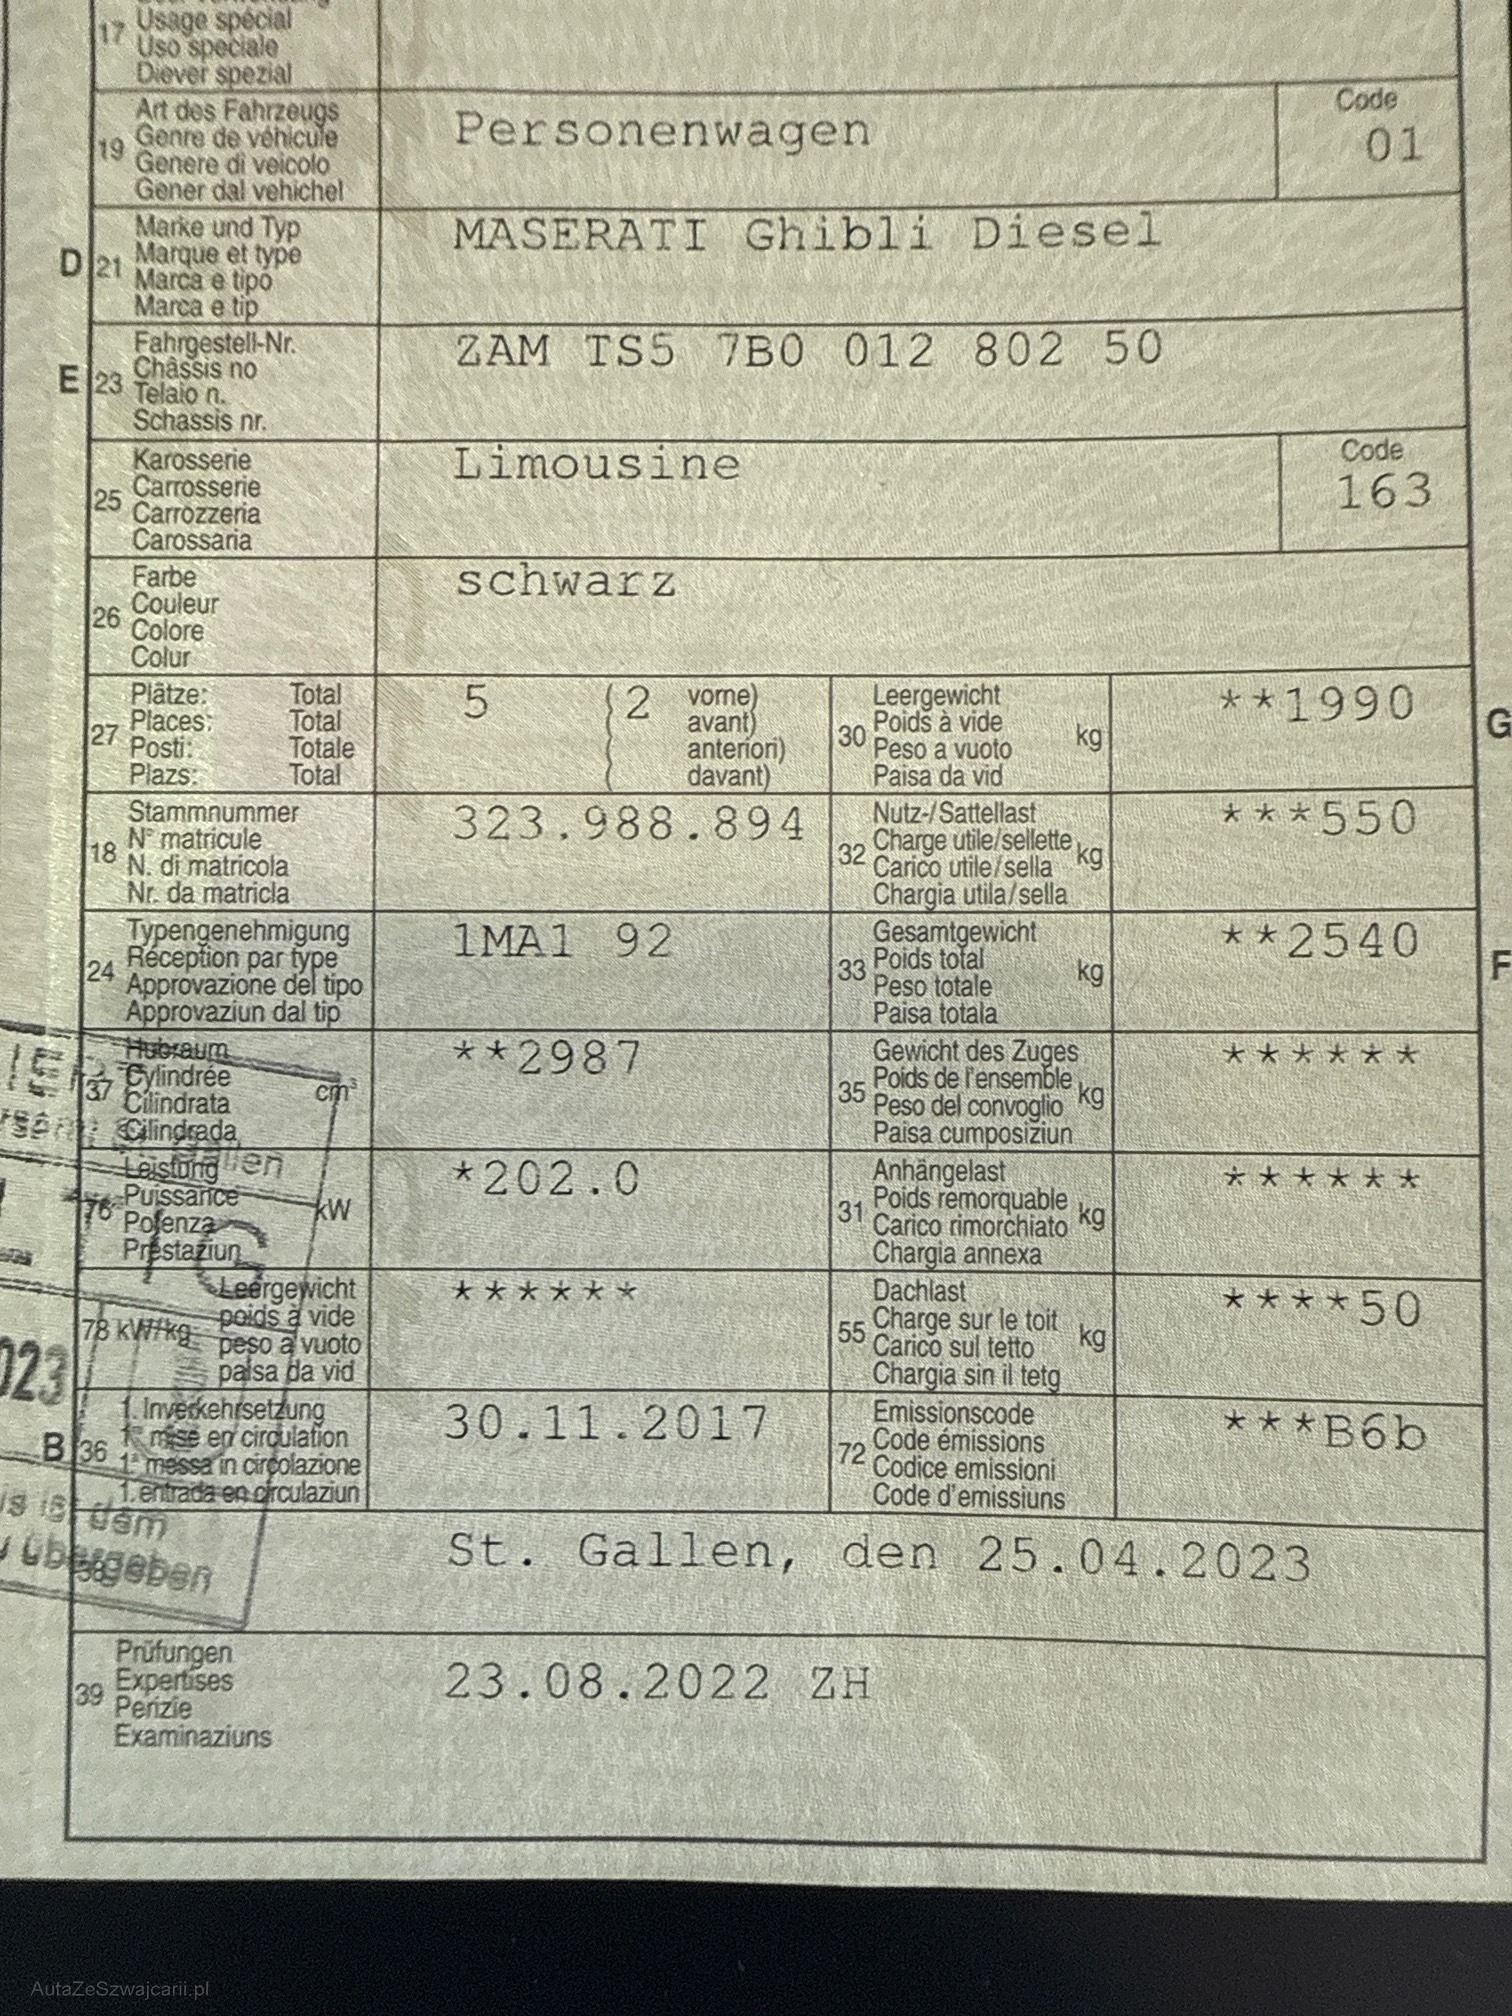 17 Usage spécial
Uso speciale
Diever spezial
19 Art des Fahrzeugs
Genre de véhicule
Genere di veicolo
Gener dal vehichel
Personenwagen
Code
01
D 21 Marke und Typ
Marque et type
Marca e tipo
Marca e tip
MASERATI Ghibli Diesel
E 23 Fahrgestell-Nr.
Châssis no
Telaio n.
Schassis nr.
ZAM TS5 7B0 012 802 50
25 Karosserie
Carrosserie
Carrozzeria
Carossaria
Limousine
Code
163
26 Farbe
Couleur
Colore
Colur
schwarz
27 Plätze: Total
Places: Total
Posti: Totale
Plazs: Total
5 (2 vorne)
( avant)
( anteriori)
( davant)
30 Leergewicht
Poids à vide
Peso a vuoto
Paisa da vid
kg
**1990
G
18 Stammnummer
N° matricule
N. di matricola
Nr. da matricla
323.988.894
32 Nutz-/Sattellast
Charge utile/sellette
Carico utile/sella
Chargia utila/sella
kg
***550
24 Typengenehmigung
Réception par type
Approvazione del tipo
Approvaziun dal tip
1MA1 92
33 Gesamtgewicht
Poids total
Peso totale
Paisa totala
kg
**2540
F
37 Hubraum
Cylindrée
Cilindrata
Cilindrada
cm³
**2987
35 Gewicht des Zuges
Poids de l'ensemble
Peso del convoglio
Paisa cumposiziun
kg
******
76 Leistung
Puissance
Potenza
Prestaziun
kW
*202.0
31 Anhängelast
Poids remorquable
Carico rimorchiato
Chargia annexa
kg
******
78 kW/kg Leergewicht
poids à vide
peso a vuoto
paisa da vid
******
55 Dachlast
Charge sur le toit
Carico sul tetto
Chargia sin il tetg
kg
****50
B 36 1. Inverkehrsetzung
1re mise en circulation
1a messa in circolazione
1. entrada en circulaziun
30.11.2017
72 Emissionscode
Code émissions
Codice emissioni
Code d'emissiuns
***B6b
023
dem
übergeben
38
St. Gallen, den 25.04.2023
39 Prüfungen
Expertises
Perizie
Examinaziuns
23.08.2022 ZH
AutaZeSzwajcarii.pl